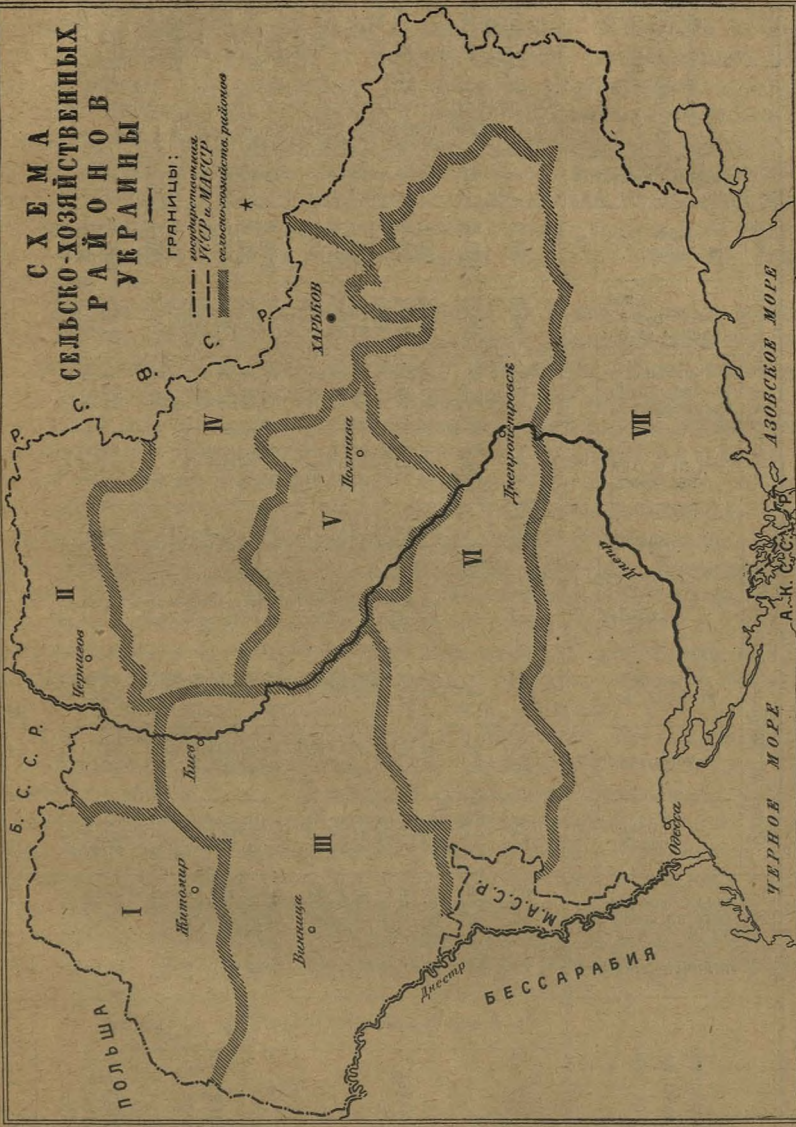 СХЕМА
СЕЛЬСКО-ХОЗЯЙСТВЕННЫХ
РАЙОНОВ
УКРАИНЫ
ГРАНИЦЫ:
государственная
УССР и МАССР
сельско-хозяйств. районов
ПОЛЬША
Б. С. С. Р.
Р. С. Ф. С. Р.
I
II
III
IV
V
VI
VII
Чернигов
Киев
Житомир
Винница
ХАРЬКОВ
Полтава
Днепропетровск
Днепр
Одесса
М.А.С.С.Р.
Днестр
БЕССАРАБИЯ
ЧЕРНОЕ МОРЕ
А. К. С. С. Р.
АЗОВСКОЕ МОРЕ